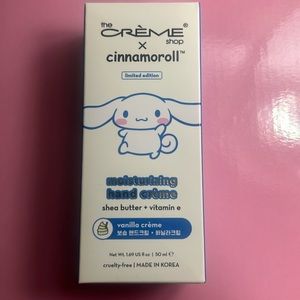 the CRÈME shop
x
cinnamoroll™
limited edition
moisturizing
hand crème
shea butter + vitamin e
vanilla crème
보습 핸드크림 • 바닐라크림
Net Wt. 1.69 US fl oz | 50 ml ℮
cruelty-free | MADE IN KOREA